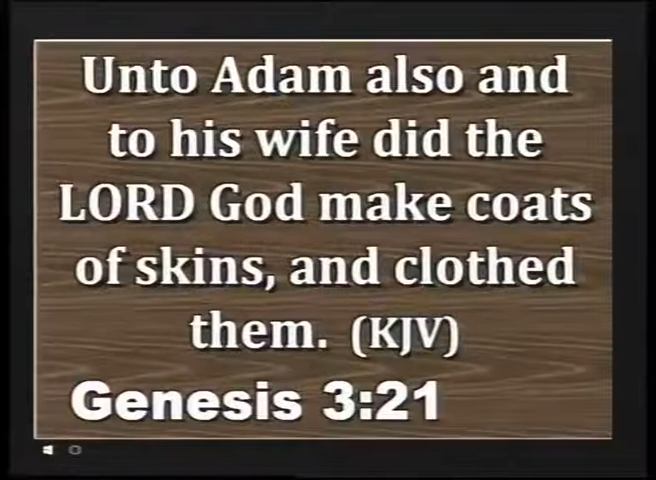 Unto Adam also and
to his wife did the
LORD God make coats
of skins, and clothed
them. (KJV)
Genesis 3:21